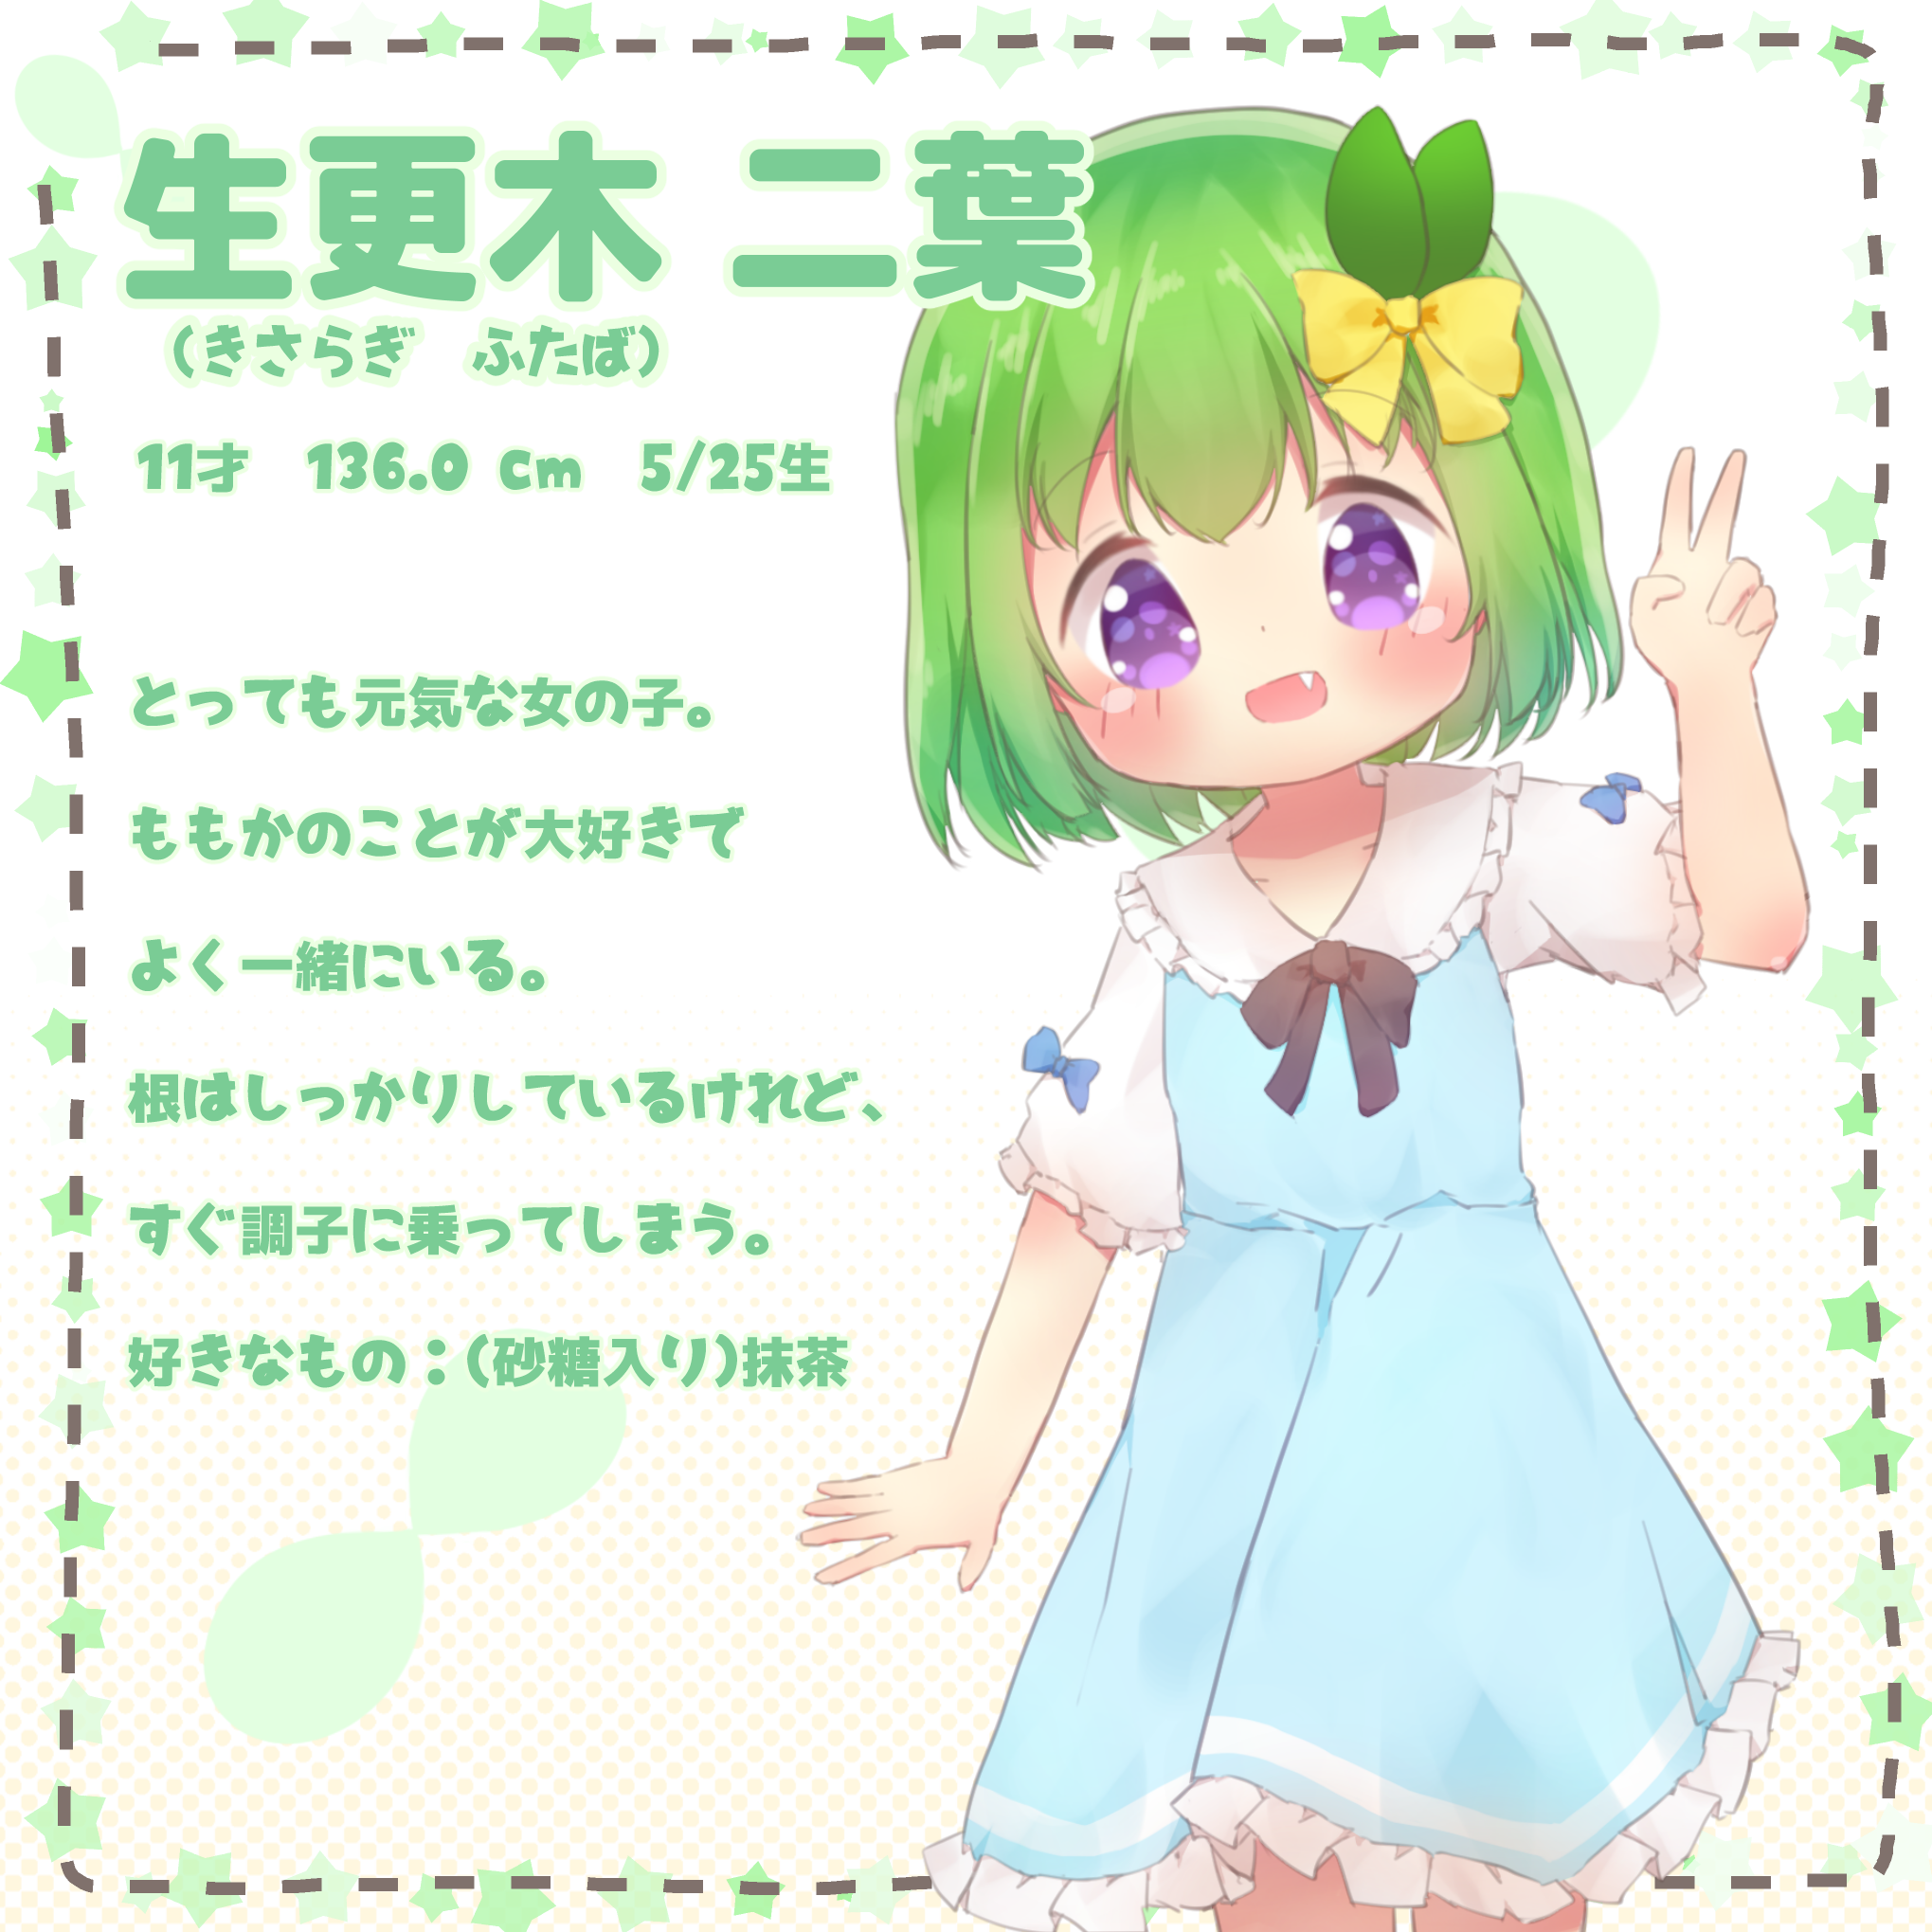 生更木 二葉
（きさらぎ　ふたば）
11才　136.0 cm　5/25生
とっても元気な女の子。
ももかのことが大好きで
よく一緒にいる。
根はしっかりしているけれど、
すぐ調子に乗ってしまう。
好きなもの：(砂糖入り)抹茶